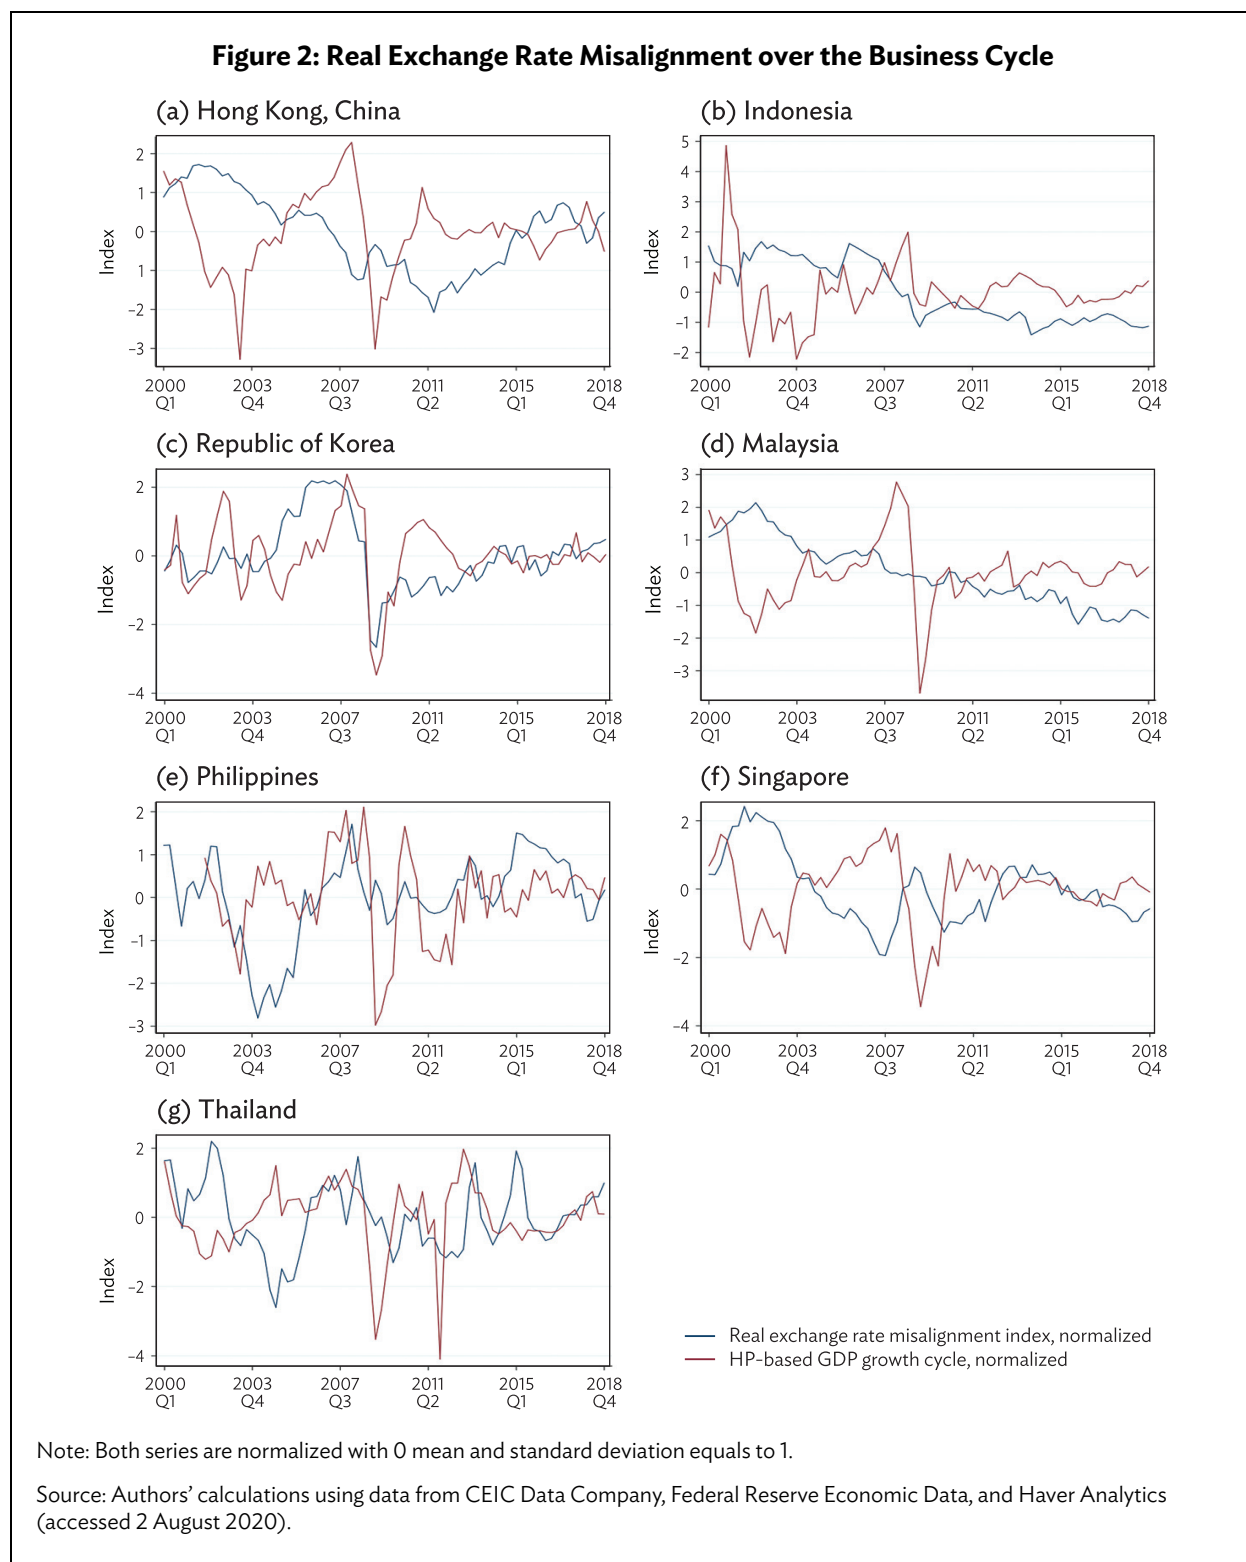 Figure 2: Real Exchange Rate Misalignment over the Business Cycle
(a) Hong Kong, China
2
1
0
1
–2
–3
Index
2000 2003 2007 2011 2015 2018
Q1 Q4 Q3 Q2 Q1 Q4
(b) Indonesia
5
4
3
2
1
0
–1
–2
Index
2000 2003 2007 2011 2015 2018
Q1 Q4 Q3 Q2 Q1 Q4
(c) Republic of Korea
2
0
–2
–4
Index
2000 2003 2007 2011 2015 2018
Q1 Q4 Q3 Q2 Q1 Q4
(d) Malaysia
3
2
1
0
–1
–2
–3
Index
2000 2003 2007 2011 2015 2018
Q1 Q4 Q3 Q2 Q1 Q4
(e) Philippines
2
1
0
–1
–2
–3
Index
2000 2003 2007 2011 2015 2018
Q1 Q4 Q3 Q2 Q1 Q4
(f) Singapore
2
0
–2
–4
Index
2000 2003 2007 2011 2015 2018
Q1 Q4 Q3 Q2 Q1 Q4
(g) Thailand
2
0
–2
–4
Index
2000 2003 2007 2011 2015 2018
Q1 Q4 Q3 Q2 Q1 Q4
Real exchange rate misalignment index, normalized
HP-based GDP growth cycle, normalized
Note: Both series are normalized with 0 mean and standard deviation equals to 1.
Source: Authors’ calculations using data from CEIC Data Company, Federal Reserve Economic Data, and Haver Analytics
(accessed 2 August 2020).